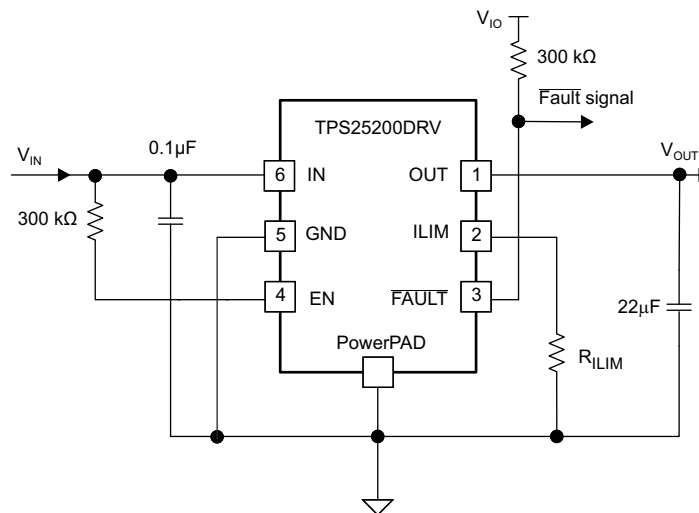 V_IO
300 kΩ
Fault signal
TPS25200DRV
V_IN
0.1µF
6 IN
OUT 1
V_OUT
300 kΩ
5 GND
ILIM 2
4 EN
FAULT 3
22µF
PowerPAD
R_ILIM